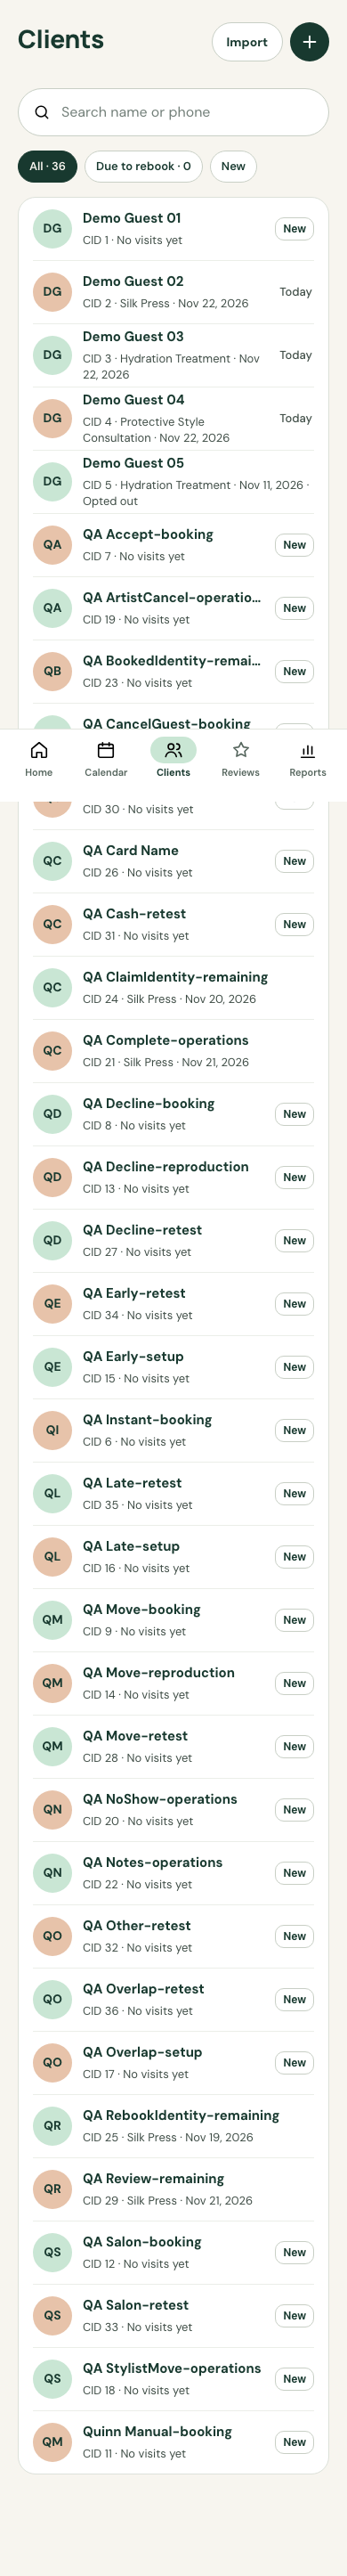 Clients
Import
Search name or phone
All · 36
Due to rebook · 0
New
DG
Demo Guest 01
CID 1 · No visits yet
New
DG
Demo Guest 02
CID 2 · Silk Press · Nov 22, 2026
Today
DG
Demo Guest 03
CID 3 · Hydration Treatment · Nov
22, 2026
Today
DG
Demo Guest 04
CID 4 · Protective Style
Consultation · Nov 22, 2026
Today
DG
Demo Guest 05
CID 5 · Hydration Treatment · Nov 11, 2026 ·
Opted out
QA
QA Accept-booking
CID 7 · No visits yet
New
QA
QA ArtistCancel-operatio...
CID 19 · No visits yet
New
QB
QA BookedIdentity-remai...
CID 23 · No visits yet
New
QA CancelGuest-booking
Home
Calendar
Clients
Reviews
Reports
CID 30 · No visits yet
QC
QA Card Name
CID 26 · No visits yet
New
QC
QA Cash-retest
CID 31 · No visits yet
New
QC
QA ClaimIdentity-remaining
CID 24 · Silk Press · Nov 20, 2026
QC
QA Complete-operations
CID 21 · Silk Press · Nov 21, 2026
QD
QA Decline-booking
CID 8 · No visits yet
New
QD
QA Decline-reproduction
CID 13 · No visits yet
New
QD
QA Decline-retest
CID 27 · No visits yet
New
QE
QA Early-retest
CID 34 · No visits yet
New
QE
QA Early-setup
CID 15 · No visits yet
New
QI
QA Instant-booking
CID 6 · No visits yet
New
QL
QA Late-retest
CID 35 · No visits yet
New
QL
QA Late-setup
CID 16 · No visits yet
New
QM
QA Move-booking
CID 9 · No visits yet
New
QM
QA Move-reproduction
CID 14 · No visits yet
New
QM
QA Move-retest
CID 28 · No visits yet
New
QN
QA NoShow-operations
CID 20 · No visits yet
New
QN
QA Notes-operations
CID 22 · No visits yet
New
QO
QA Other-retest
CID 32 · No visits yet
New
QO
QA Overlap-retest
CID 36 · No visits yet
New
QO
QA Overlap-setup
CID 17 · No visits yet
New
QR
QA RebookIdentity-remaining
CID 25 · Silk Press · Nov 19, 2026
QR
QA Review-remaining
CID 29 · Silk Press · Nov 21, 2026
QS
QA Salon-booking
CID 12 · No visits yet
New
QS
QA Salon-retest
CID 33 · No visits yet
New
QS
QA StylistMove-operations
CID 18 · No visits yet
New
QM
Quinn Manual-booking
CID 11 · No visits yet
New